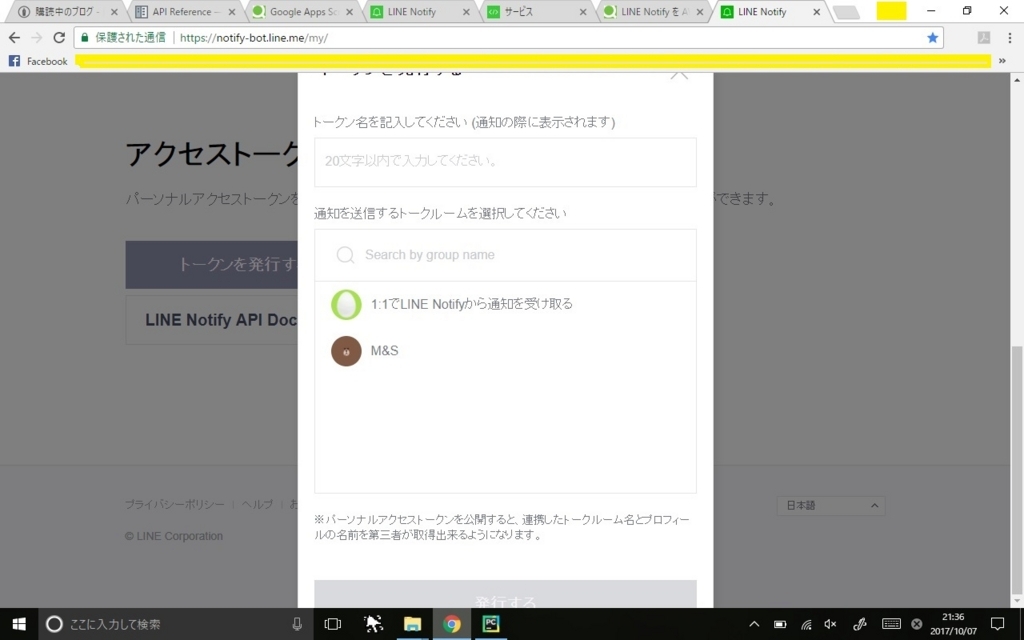 購読中のブログ -
API Reference -
Google Apps Sc
LINE Notify
サービス
LINE Notify を A
LINE Notify
保護された通信
https://notify-bot.line.me/my/
Facebook
トークンを発行する
トークン名を記入してください (通知の際に表示されます)
20文字以内で入力してください。
アクセストーク
パーソナルアクセストークンを
できます。
通知を送信するトークルームを選択してください
Search by group name
トークンを発行す
1:1でLINE Notifyから通知を受け取る
LINE Notify API Doc
M&S
プライバシーポリシー
ヘルプ
お
日本語
※パーソナルアクセストークンを公開すると、連携したトークルーム名とプロフィー
ルの名前を第三者が取得出来るようになります。
© LINE Corporation
発行する
ここに入力して検索
PC
21:36
2017/10/07